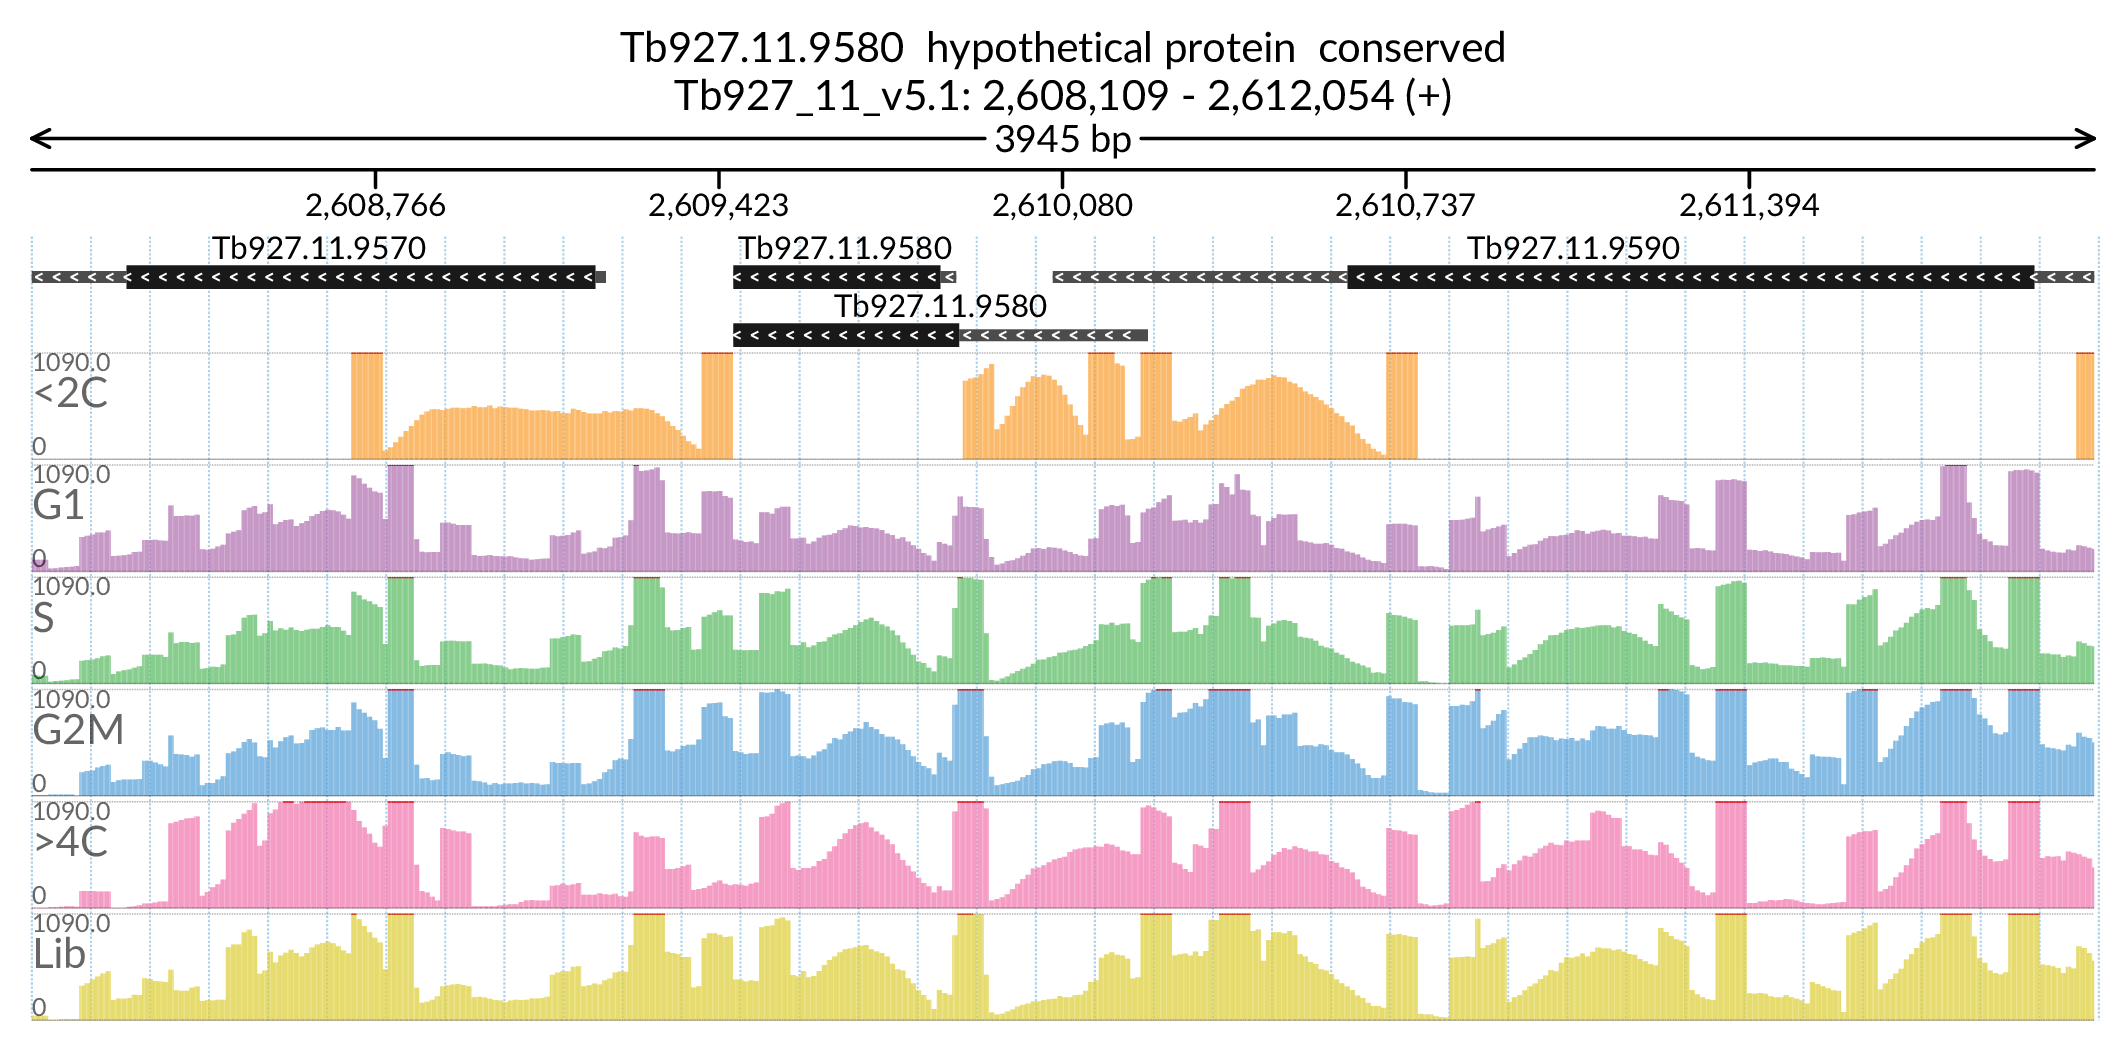 Tb927.11.9580 hypothetical protein conserved
Tb927_11_v5.1: 2,608,109 - 2,612,054 (+)
3945 bp
2,608,766 2,609,423 2,610,080 2,610,737 2,611,394
Tb927.11.9570 Tb927.11.9580 Tb927.11.9590
Tb927.11.9580
1090.0
<2C
0
1090.0
G1
0
1090.0
S
0
1090.0
G2M
0
1090.0
>4C
0
1090.0
Lib
0